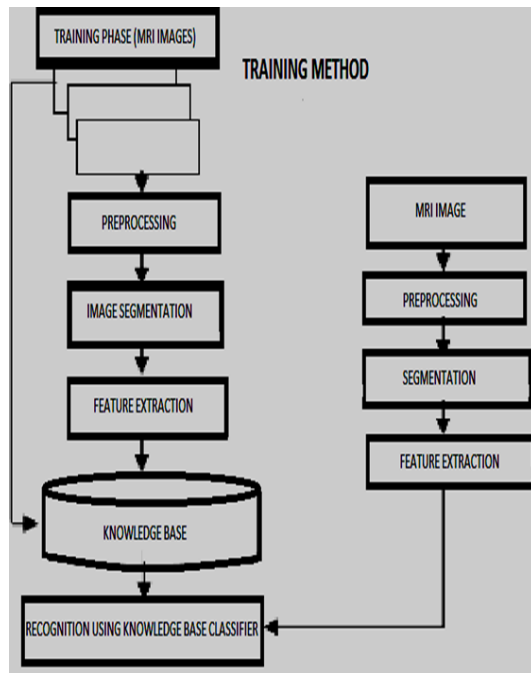 TRAINING PHASE (MRI IMAGES)
TRAINING METHOD
PREPROCESSING
IMAGE SEGMENTATION
FEATURE EXTRACTION
KNOWLEDGE BASE
RECOGNITION USING KNOWLEDGE BASE CLASSIFIER
MRI IMAGE
PREPROCESSING
SEGMENTATION
FEATURE EXTRACTION